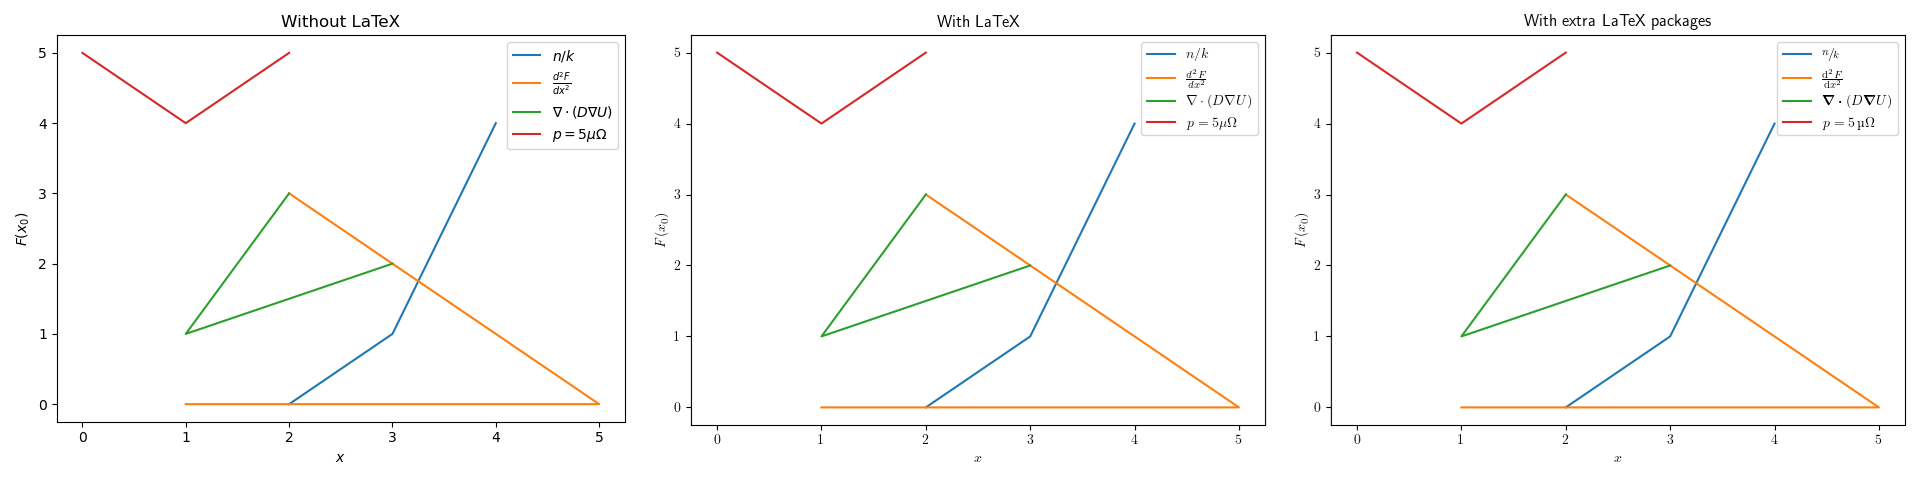 Without LaTeX
n/k
d²F/dx²
∇ · (D∇U)
p = 5μΩ
5
4
3
2
1
0
F(x₀)
0 1 2 3 4 5
x
With LaTeX
n/k
d²F/dx²
∇ · (D∇U)
p = 5μΩ
5
4
3
2
1
0
F(x₀)
0 1 2 3 4 5
x
With extra LaTeX packages
n/k
d²F/dx²
∇ · (D∇U)
p = 5 µΩ
5
4
3
2
1
0
F(x₀)
0 1 2 3 4 5
x